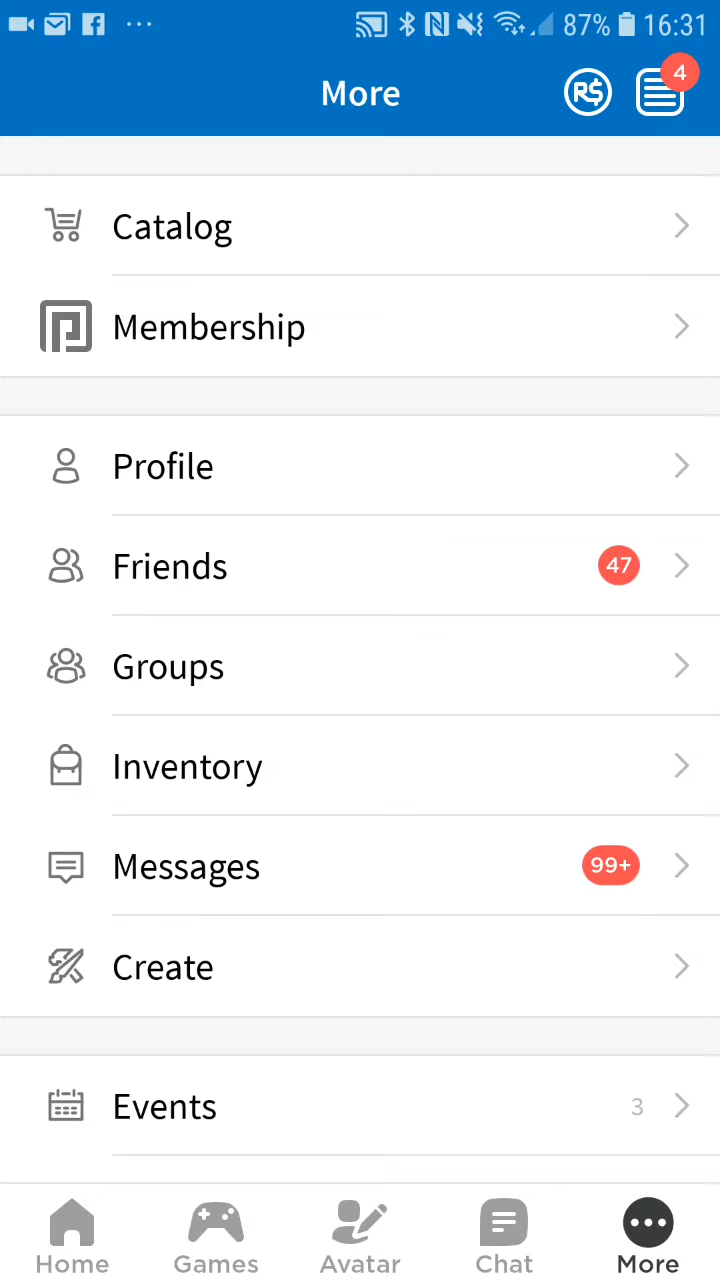 87% 16:31
More R$ 4
Catalog
Membership
Profile
Friends 47
Groups
Inventory
Messages 99+
Create
Events 3
Home Games Avatar Chat More